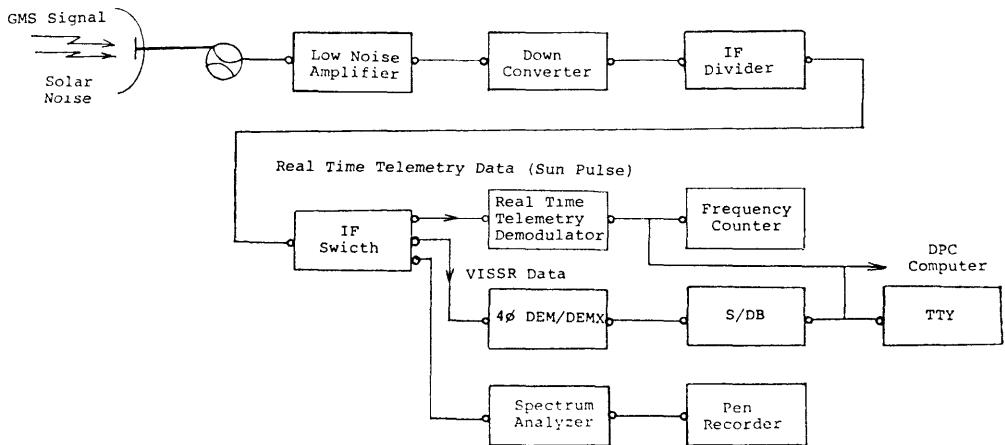 GMS Signal
Solar
Noise
Low Noise
Amplifier
Down
Converter
IF
Divider
Real Time Telemetry Data (Sun Pulse)
IF
Swicth
Real Time
Telemetry
Demodulator
Frequency
Counter
DPC
Computer
VISSR Data
4ø DEM/DEMX
S/DB
TTY
Spectrum
Analyzer
Pen
Recorder